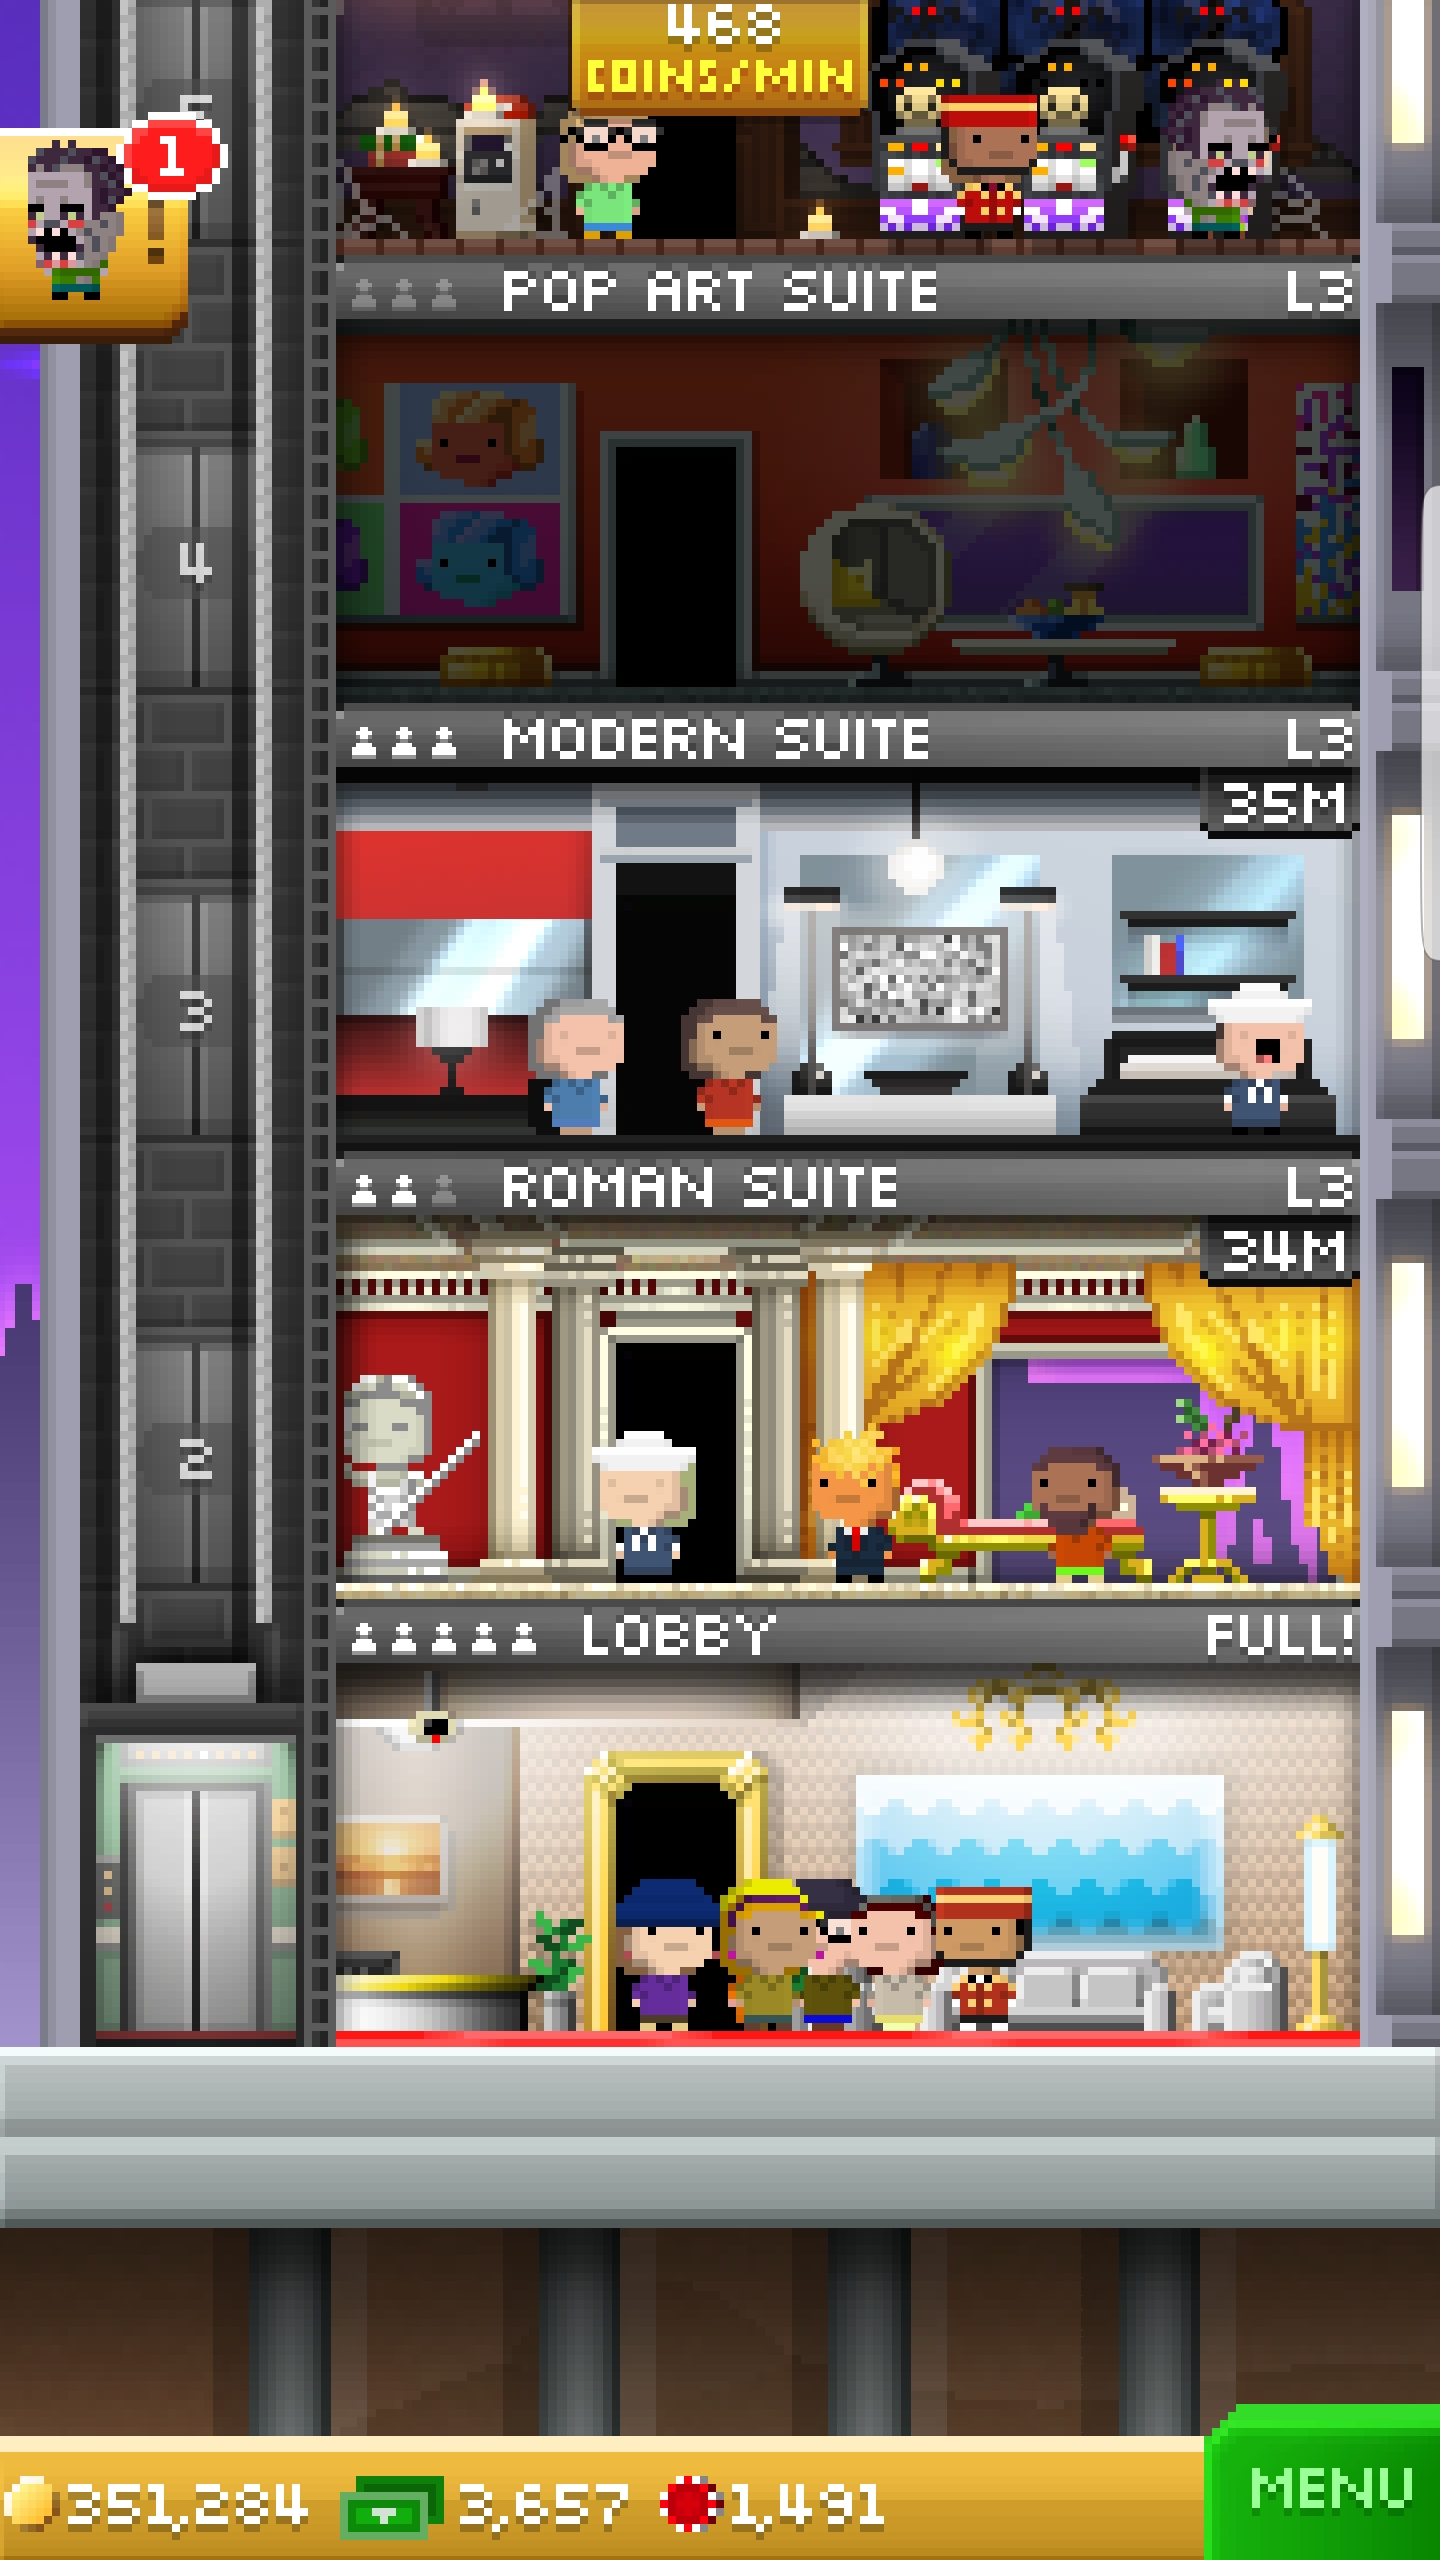 468
COINS/MIN
5
1
!
POP ART SUITE L3
4
MODERN SUITE L3
35M
3
ROMAN SUITE L3
34M
2
LOBBY FULL!
351,284 3,657 1,491 MENU